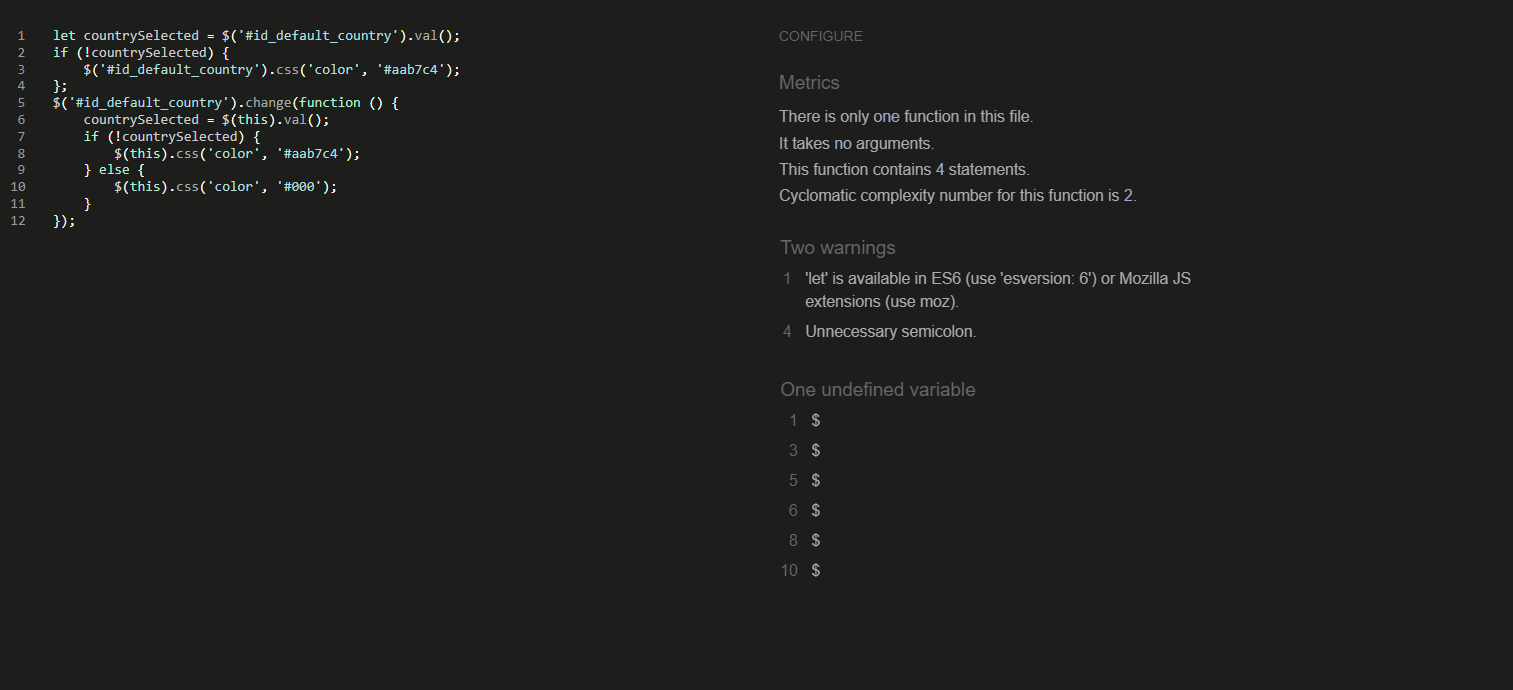 1 let countrySelected = $('#id_default_country').val();
2 if (!countrySelected) {
3     $('#id_default_country').css('color', '#aab7c4');
4 };
5 $('#id_default_country').change(function () {
6     countrySelected = $(this).val();
7     if (!countrySelected) {
8         $(this).css('color', '#aab7c4');
9     } else {
10         $(this).css('color', '#000');
11     }
12 });
CONFIGURE
Metrics
There is only one function in this file.
It takes no arguments.
This function contains 4 statements.
Cyclomatic complexity number for this function is 2.
Two warnings
1 'let' is available in ES6 (use 'esversion: 6') or Mozilla JS
extensions (use moz).
4 Unnecessary semicolon.
One undefined variable
1 $
3 $
5 $
6 $
8 $
10 $